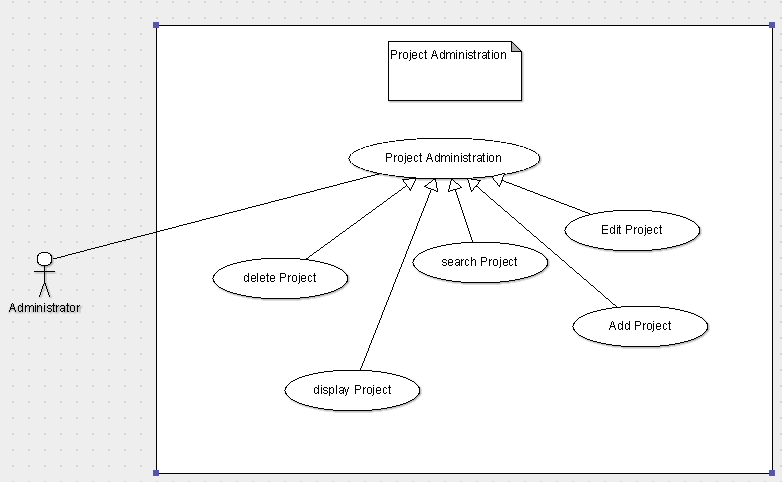 Project Administration
Project Administration
Edit Project
search Project
delete Project
Administrator
Add Project
display Project